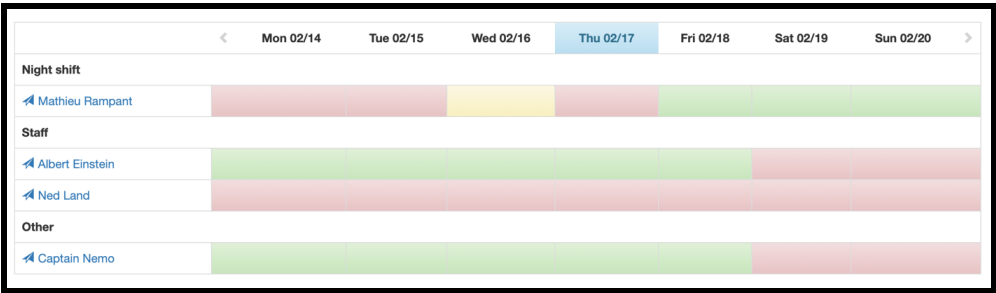 Mon 02/14 Tue 02/15 Wed 02/16 Thu 02/17 Fri 02/18 Sat 02/19 Sun 02/20
Night shift
Mathieu Rampant
Staff
Albert Einstein
Ned Land
Other
Captain Nemo